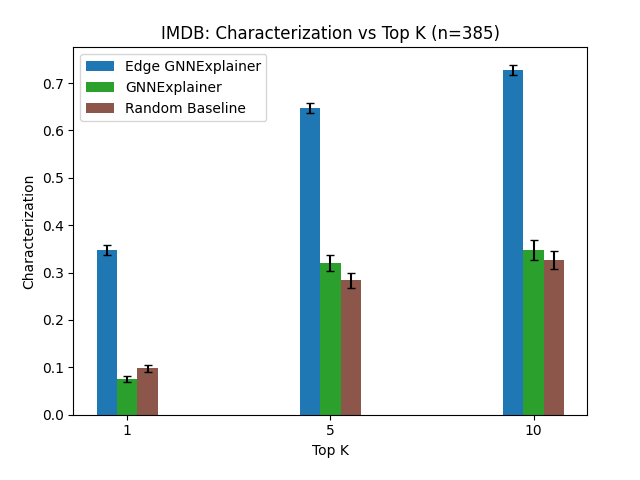 IMDB: Characterization vs Top K (n=385)
Edge GNNExplainer
GNNExplainer
Random Baseline
Characterization
0.7
0.6
0.5
0.4
0.3
0.2
0.1
0.0
1
5
10
Top K